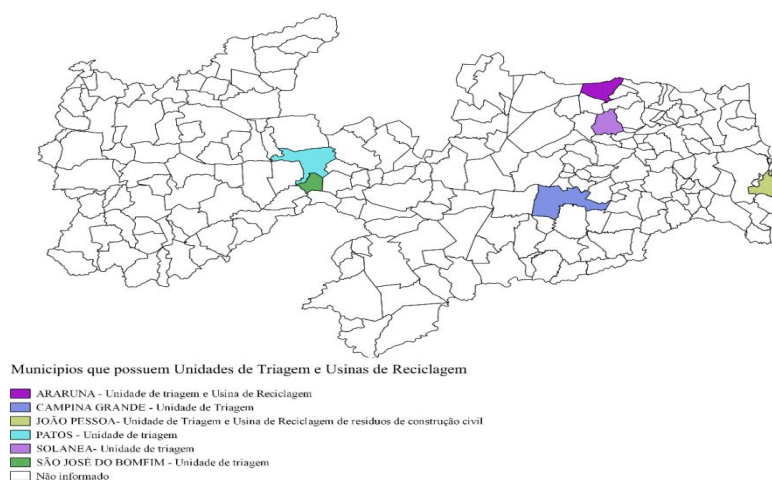 Municipios que possuem Unidades de Triagem e Usinas de Reciclagem
ARARUNA - Unidade de triagem e Usina de Reciclagem
CAMPINA GRANDE - Unidade de Triagem
JOÃO PESSOA- Unidade de Triagem e Usina de Reciclagem de residuos de construção civil
PATOS - Unidade de triagem
SOLANEA- Unidade de triagem
SÃO JOSÉ DO BOMFIM - Unidade de triagem
Não informado